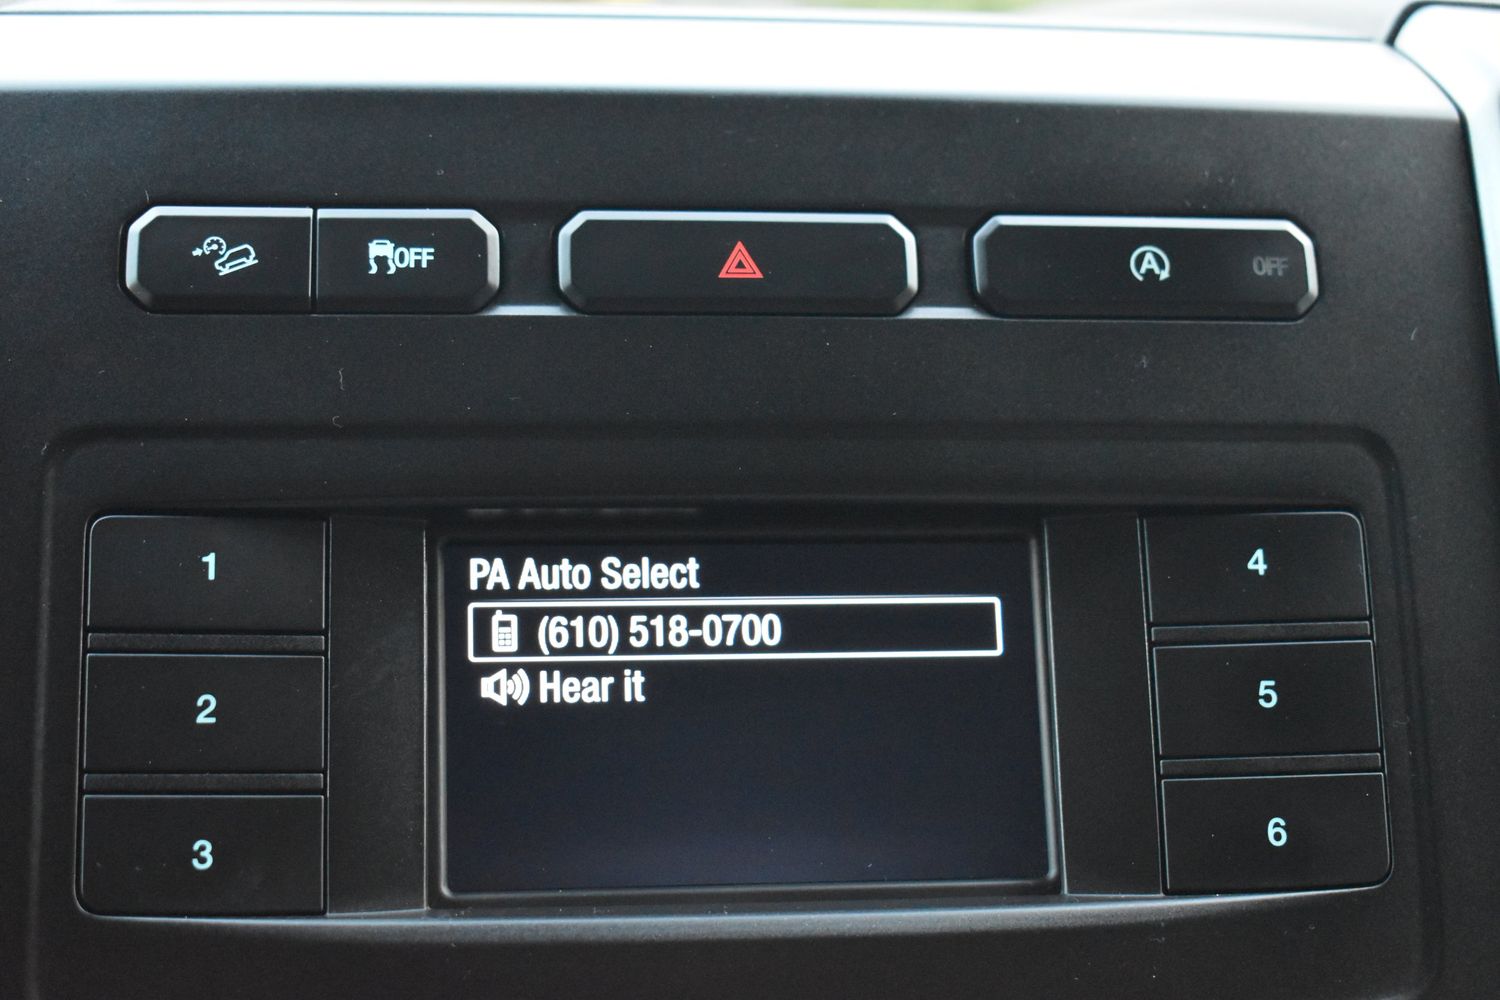 OFF
A OFF
PA Auto Select
(610) 518-0700
Hear it
1
2
3
4
5
6